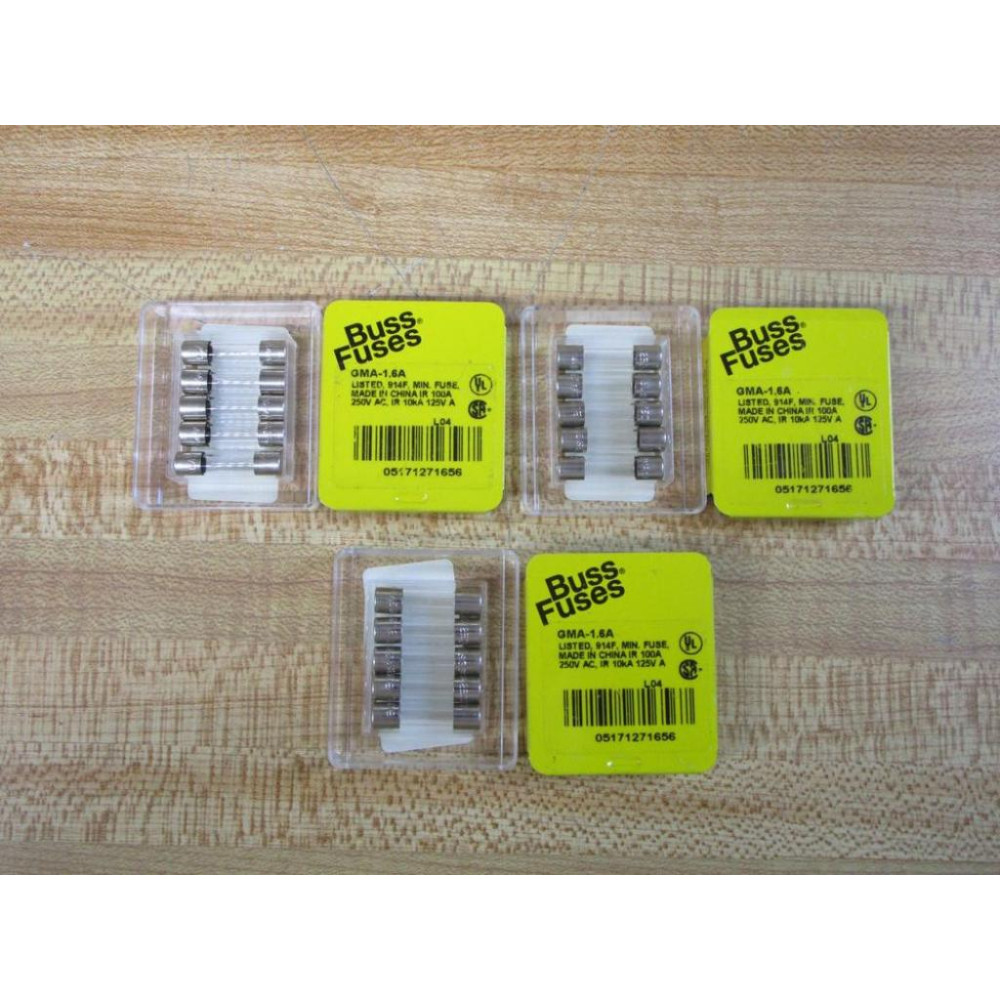 Buss®
Fuses
GMA-1.6A
LISTED, 914F, MIN. FUSE,
MADE IN CHINA IR 100A
250V AC, IR 10kA 125V A
UL
L04
05171271656
Buss®
Fuses
GMA-1.6A
LISTED, 914F, MIN. FUSE,
MADE IN CHINA IR 100A
250V AC, IR 10kA 125V A
UL
L04
05171271656
Buss®
Fuses
GMA-1.6A
LISTED, 914F, MIN. FUSE,
MADE IN CHINA IR 100A
250V AC, IR 10kA 125V A
UL
L04
05171271656